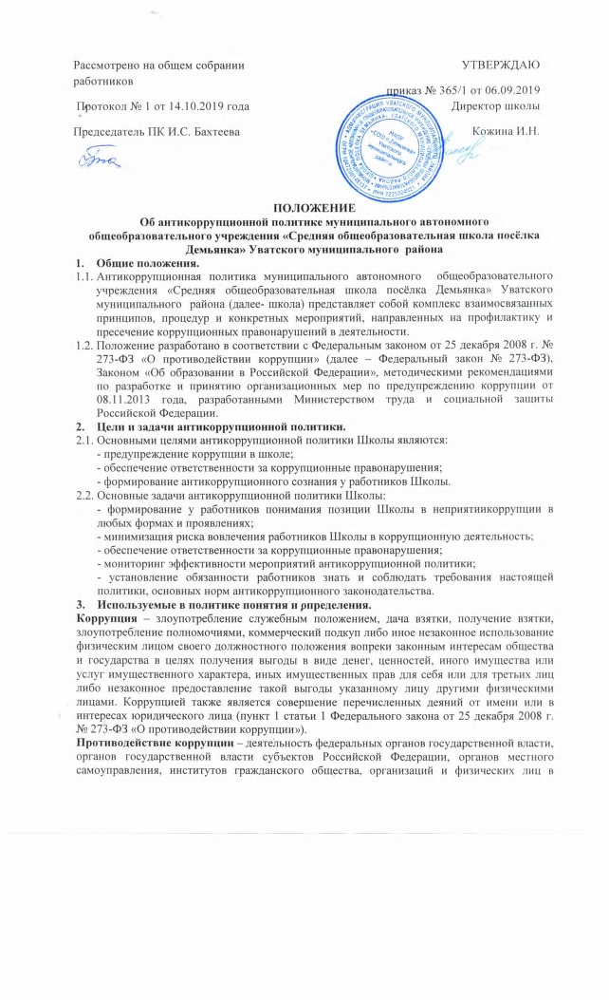 Рассмотрено на общем собрании
работников
УТВЕРЖДАЮ
приказ № 365/1 от 06.09.2019
Протокол № 1 от 14.10.2019 года
Директор школы
Председатель ПК И.С. Бахтеева
Кожина И.Н.
МАОУ
«СОШ п.Демьянка»
Уватского
муниципального
района
ПОЛОЖЕНИЕ
Об антикоррупционной политике муниципального автономного
общеобразовательного учреждения «Средняя общеобразовательная школа посёлка
Демьянка» Уватского муниципального района
1. Общие положения.
1.1. Антикоррупционная политика муниципального автономного общеобразовательного
учреждения «Средняя общеобразовательная школа посёлка Демьянка» Уватского
муниципального района (далее- школа) представляет собой комплекс взаимосвязанных
принципов, процедур и конкретных мероприятий, направленных на профилактику и
пресечение коррупционных правонарушений в деятельности.
1.2. Положение разработано в соответствии с Федеральным законом от 25 декабря 2008 г. №
273-ФЗ «О противодействии коррупции» (далее – Федеральный закон № 273-ФЗ),
Законом «Об образовании в Российской Федерации», методическими рекомендациями
по разработке и принятию организационных мер по предупреждению коррупции от
08.11.2013 года, разработанными Министерством труда и социальной защиты
Российской Федерации.
2. Цели и задачи антикоррупционной политики.
2.1. Основными целями антикоррупционной политики Школы являются:
- предупреждение коррупции в школе;
- обеспечение ответственности за коррупционные правонарушения;
- формирование антикоррупционного сознания у работников Школы.
2.2. Основные задачи антикоррупционной политики Школы:
- формирование у работников понимания позиции Школы в неприятиикоррупции в
любых формах и проявлениях;
- минимизация риска вовлечения работников Школы в коррупционную деятельность;
- обеспечение ответственности за коррупционные правонарушения;
- мониторинг эффективности мероприятий антикоррупционной политики;
- установление обязанности работников знать и соблюдать требования настоящей
политики, основных норм антикоррупционного законодательства.
3. Используемые в политике понятия и определения.
Коррупция – злоупотребление служебным положением, дача взятки, получение взятки,
злоупотребление полномочиями, коммерческий подкуп либо иное незаконное использование
физическим лицом своего должностного положения вопреки законным интересам общества
и государства в целях получения выгоды в виде денег, ценностей, иного имущества или
услуг имущественного характера, иных имущественных прав для себя или для третьих лиц
либо незаконное предоставление такой выгоды указанному лицу другими физическими
лицами. Коррупцией также является совершение перечисленных деяний от имени или в
интересах юридического лица (пункт 1 статьи 1 Федерального закона от 25 декабря 2008 г.
№ 273-ФЗ «О противодействии коррупции»).
Противодействие коррупции – деятельность федеральных органов государственной власти,
органов государственной власти субъектов Российской Федерации, органов местного
самоуправления, институтов гражданского общества, организаций и физических лиц в